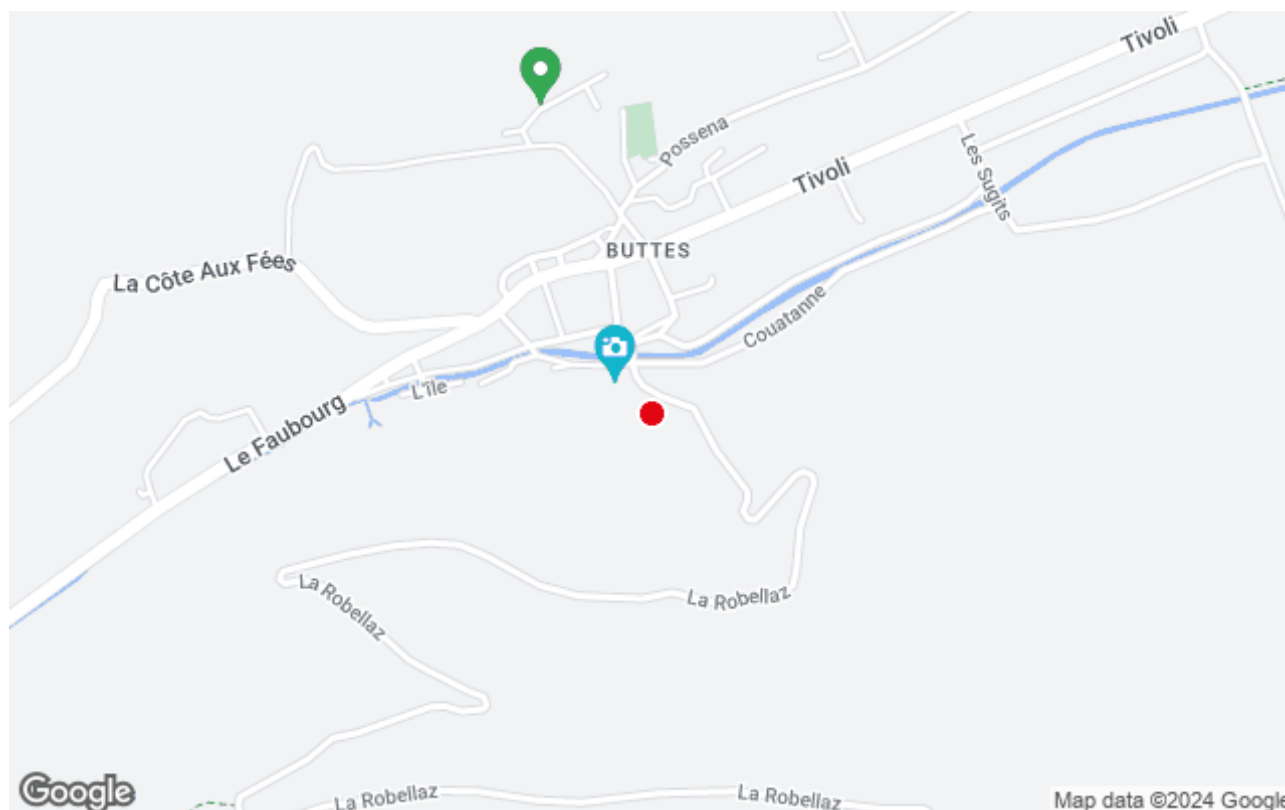 Tivoli
Possena
Tivoli
Les Sugits
BUTTES
La Côte Aux Fées
Couatanne
L'île
Le Faubourg
La Robellaz
La Robellaz
La Robellaz
La Robellaz
Google
Map data ©2024 Google